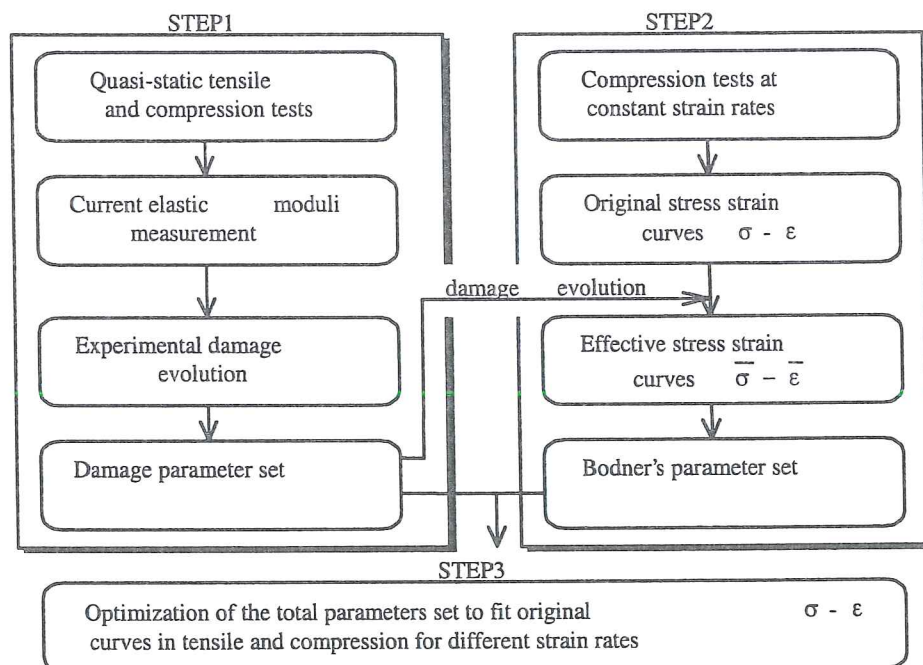 STEP1
Quasi-static tensile
and compression tests
Current elastic moduli
measurement
Experimental damage
evolution
Damage parameter set
damage evolution
STEP2
Compression tests at
constant strain rates
Original stress strain
curves σ - ε
Effective stress strain
curves σ̅ - ε̅
Bodner's parameter set
STEP3
Optimization of the total parameters set to fit original σ - ε
curves in tensile and compression for different strain rates